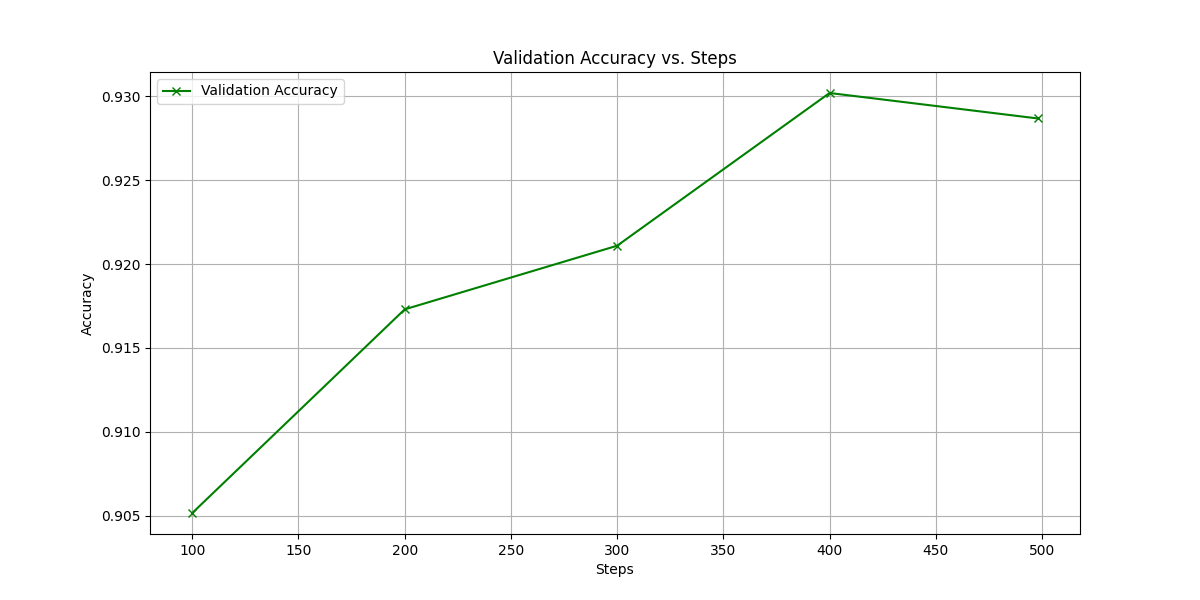 Validation Accuracy vs. Steps
Validation Accuracy
0.930
0.925
0.920
0.915
0.910
0.905
Accuracy
100 150 200 250 300 350 400 450 500
Steps